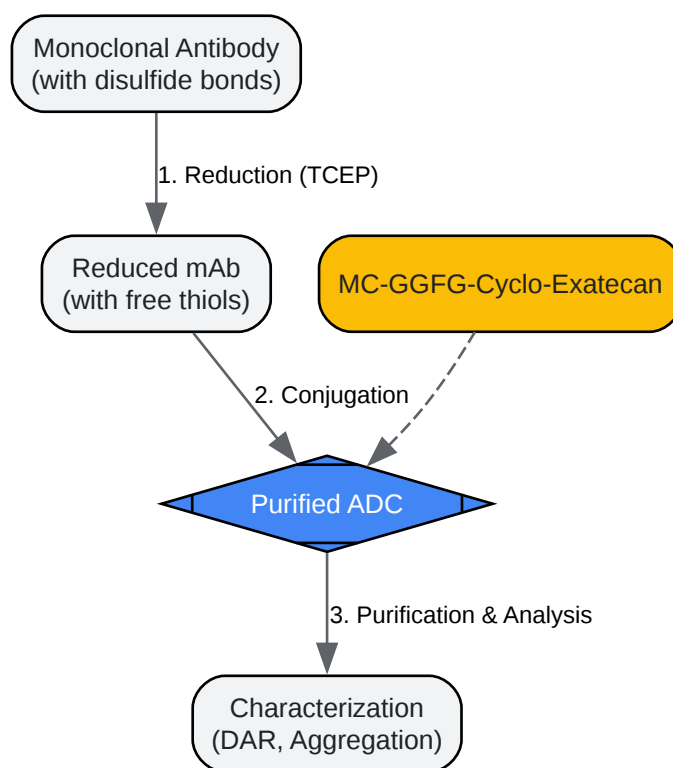 Monoclonal Antibody
(with disulfide bonds)
1. Reduction (TCEP)
Reduced mAb
(with free thiols)
MC-GGFG-Cyclo-Exatecan
2. Conjugation
Purified ADC
3. Purification & Analysis
Characterization
(DAR, Aggregation)